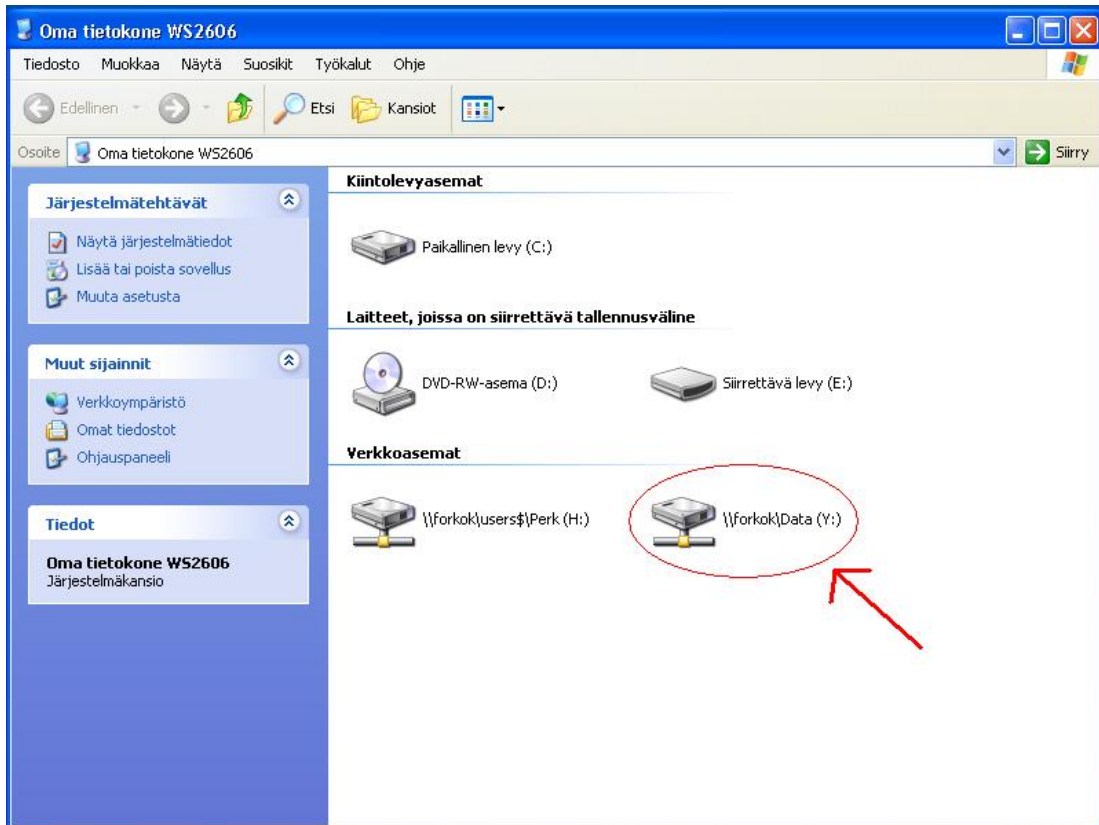 Oma tietokone WS2606
Tiedosto Muokkaa Näytä Suosikit Työkalut Ohje
Edellinen Etsi Kansiot
Osoite Oma tietokone WS2606 Siirry
Järjestelmätehtävät
Näytä järjestelmätiedot
Lisää tai poista sovellus
Muuta asetusta
Muut sijainnit
Verkkoympäristö
Omat tiedostot
Ohjauspaneeli
Tiedot
Oma tietokone WS2606
Järjestelmäkansio
Kiintolevyasemat
Paikallinen levy (C:)
Laitteet, joissa on siirrettävä tallennusväline
DVD-RW-asema (D:) Siirrettävä levy (E:)
Verkkoasemat
\\forkok\users$\Perk (H:) \\forkok\Data (Y:)